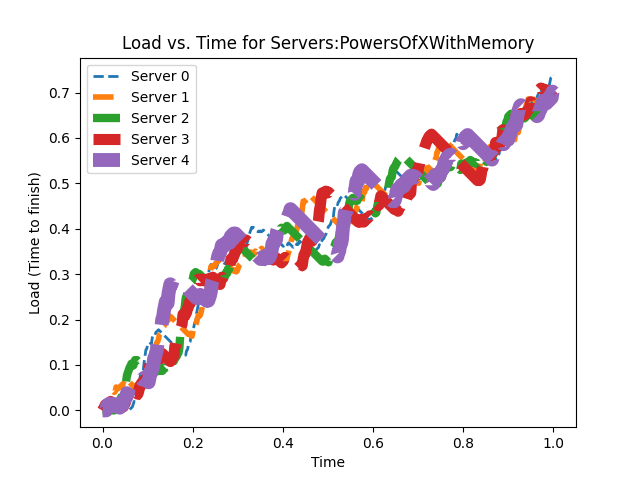 Load vs. Time for Servers:PowersOfXWithMemory
Server 0
Server 1
Server 2
Server 3
Server 4
Load (Time to finish)
0.7
0.6
0.5
0.4
0.3
0.2
0.1
0.0
0.0 0.2 0.4 0.6 0.8 1.0
Time